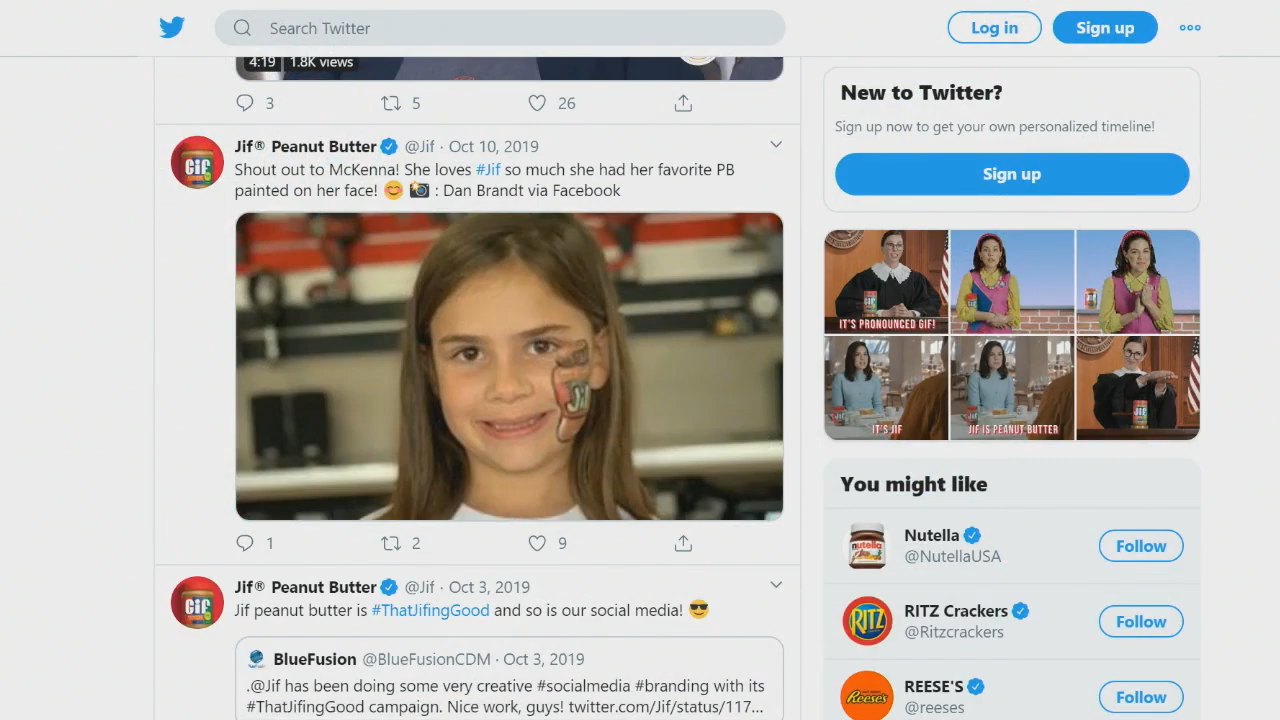 Search Twitter
Log in
Sign up
4:19 1.8K views
3 5 26
Jif® Peanut Butter @Jif · Oct 10, 2019
Shout out to McKenna! She loves #Jif so much she had her favorite PB
painted on her face! 😊 📸 : Dan Brandt via Facebook
Jif
1 2 9
Jif® Peanut Butter @Jif · Oct 3, 2019
Jif peanut butter is #ThatJifingGood and so is our social media! 😎
BlueFusion @BlueFusionCDM · Oct 3, 2019
.@Jif has been doing some very creative #socialmedia #branding with its
#ThatJifingGood campaign. Nice work, guys! twitter.com/Jif/status/117...
GIF
GIF
New to Twitter?
Sign up now to get your own personalized timeline!
Sign up
IT'S PRONOUNCED GIF!
IT'S JIF
JIF IS PEANUT BUTTER
You might like
nutella
Nutella
@NutellaUSA
Follow
RITZ
RITZ Crackers
@Ritzcrackers
Follow
Reese's
REESE'S
@reeses
Follow